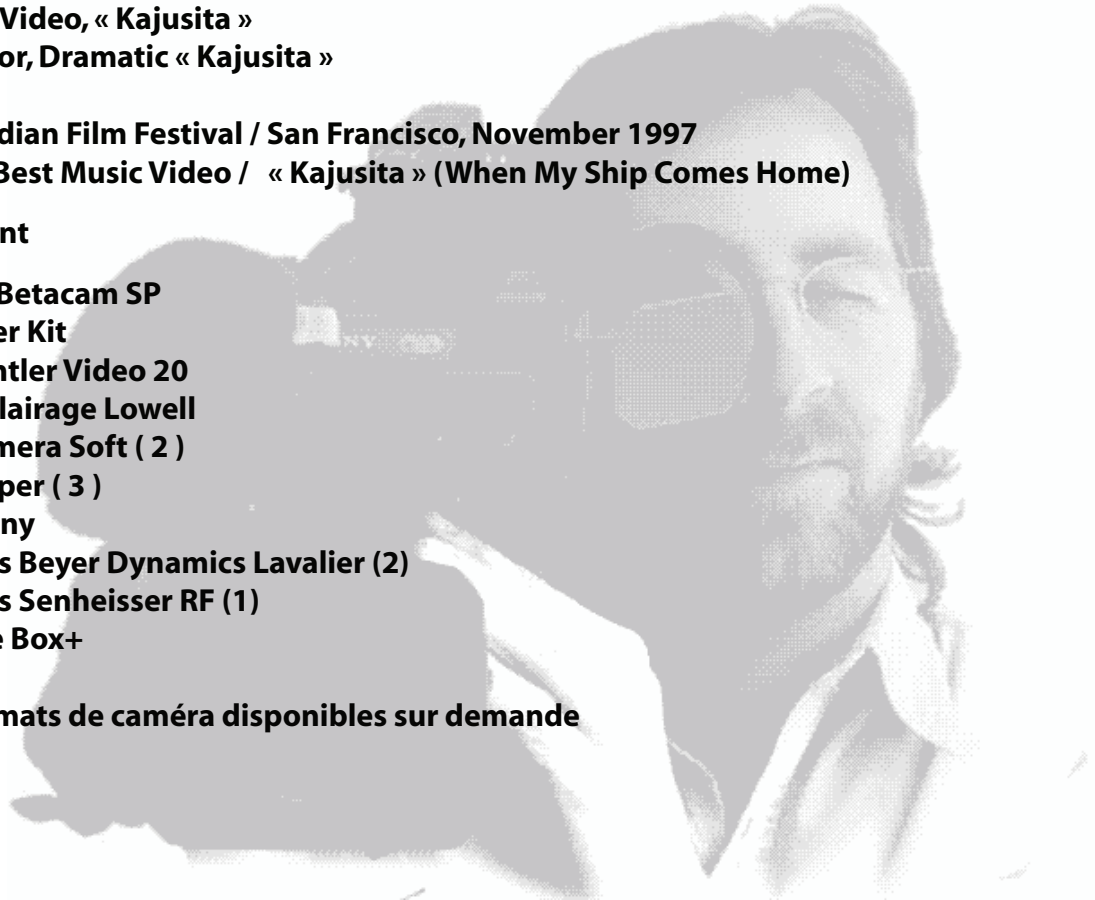 Video, « Kajusita »
or, Dramatic « Kajusita »
dian Film Festival / San Francisco, November 1997
Best Music Video / « Kajusita » (When My Ship Comes Home)
nt
Betacam SP
er Kit
ntler Video 20
lairage Lowell
mera Soft ( 2 )
per ( 3 )
ny
s Beyer Dynamics Lavalier (2)
s Senheisser RF (1)
e Box+
mats de caméra disponibles sur demande
NY